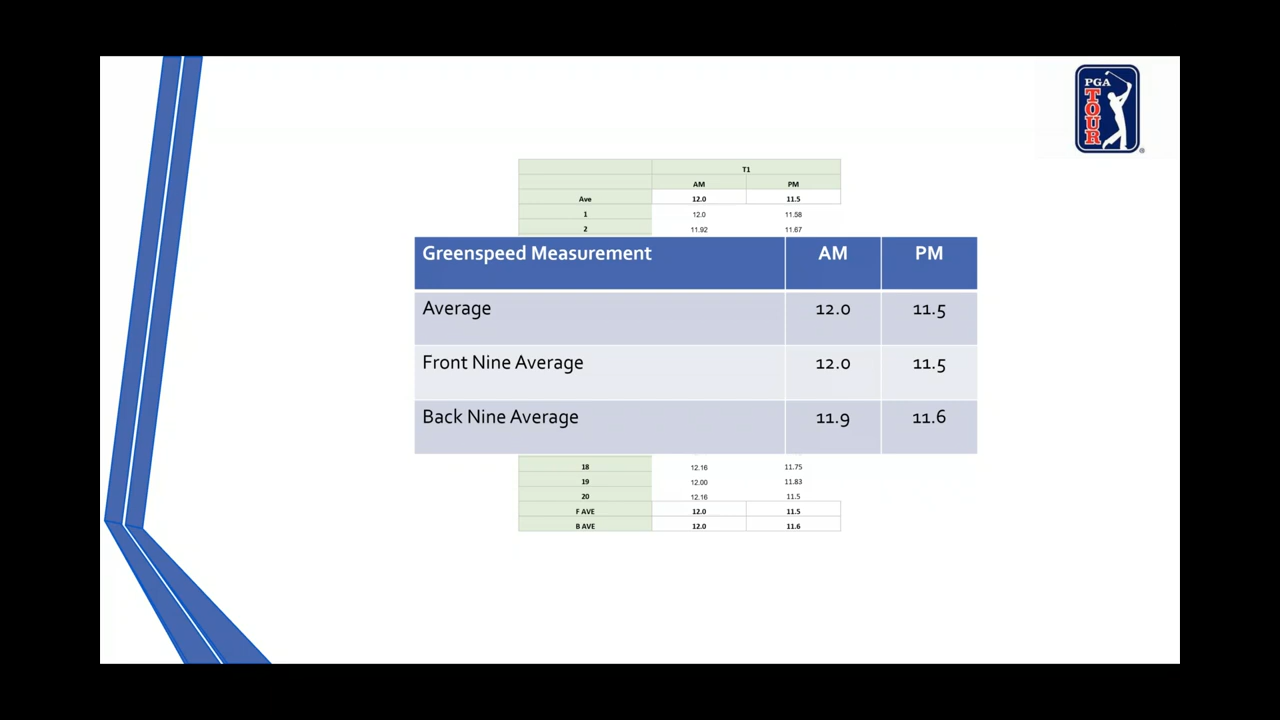 PGA
TOUR
®
T1
AM PM
Ave 12.0 11.5
1 12.0 11.58
2 11.92 11.67
Greenspeed Measurement AM PM
Average 12.0 11.5
Front Nine Average 12.0 11.5
Back Nine Average 11.9 11.6
18 12.16 11.75
19 12.00 11.83
20 12.16 11.5
F AVE 12.0 11.5
B AVE 12.0 11.6